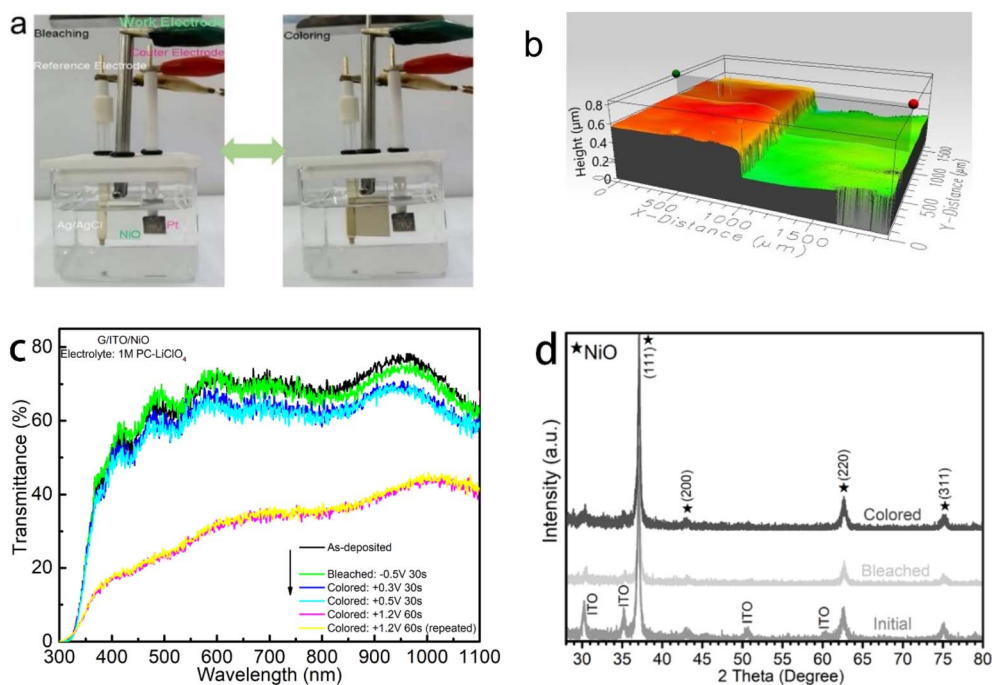 a
Bleaching
Work Electrode
Couter Electrode
Reference Electrode
Ag/AgCl
NiO
Pt
Coloring
b
Height (µm)
0.8
0.6
0.4
0.2
0
0
500
1000
1500
X-Distance (µm)
0
500
1000
1500
Y-Distance (µm)
c
G/ITO/NiO
Electrolyte: 1M PC-LiClO₄
Transmittance (%)
80
60
40
20
0
As-deposited
Bleached: -0.5V 30s
Colored: +0.3V 30s
Colored: +0.5V 30s
Colored: +1.2V 60s
Colored: +1.2V 60s (repeated)
300 400 500 600 700 800 900 1000 1100
Wavelength (nm)
d
★NiO
Intensity (a.u.)
★(111)
★(200)
★(220)
★(311)
Colored
Bleached
Initial
ITO
ITO
ITO
ITO
30 35 40 45 50 55 60 65 70 75 80
2 Theta (Degree)